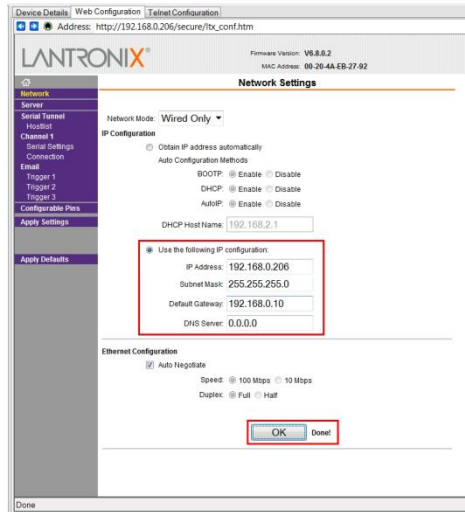 Device Details Web Configuration Telnet Configuration
Address: http://192.168.0.206/secure/ltx_conf.htm
LANTRONIX®
Firmware Version: V6.8.0.2
MAC Address: 00-20-4A-EB-27-92
Network Settings
Network
Server
Serial Tunnel
Hostlist
Channel 1
Serial Settings
Connection
Email
Trigger 1
Trigger 2
Trigger 3
Configurable Pins
Apply Settings
Apply Defaults
Network Mode: Wired Only
IP Configuration
Obtain IP address automatically
Auto Configuration Methods
BOOTP: Enable Disable
DHCP: Enable Disable
AutoIP: Enable Disable
DHCP Host Name: 192.168.2.1
Use the following IP configuration:
IP Address: 192.168.0.206
Subnet Mask: 255.255.255.0
Default Gateway: 192.168.0.10
DNS Server: 0.0.0.0
Ethernet Configuration
Auto Negotiate
Speed: 100 Mbps 10 Mbps
Duplex: Full Half
OK Done!
Done